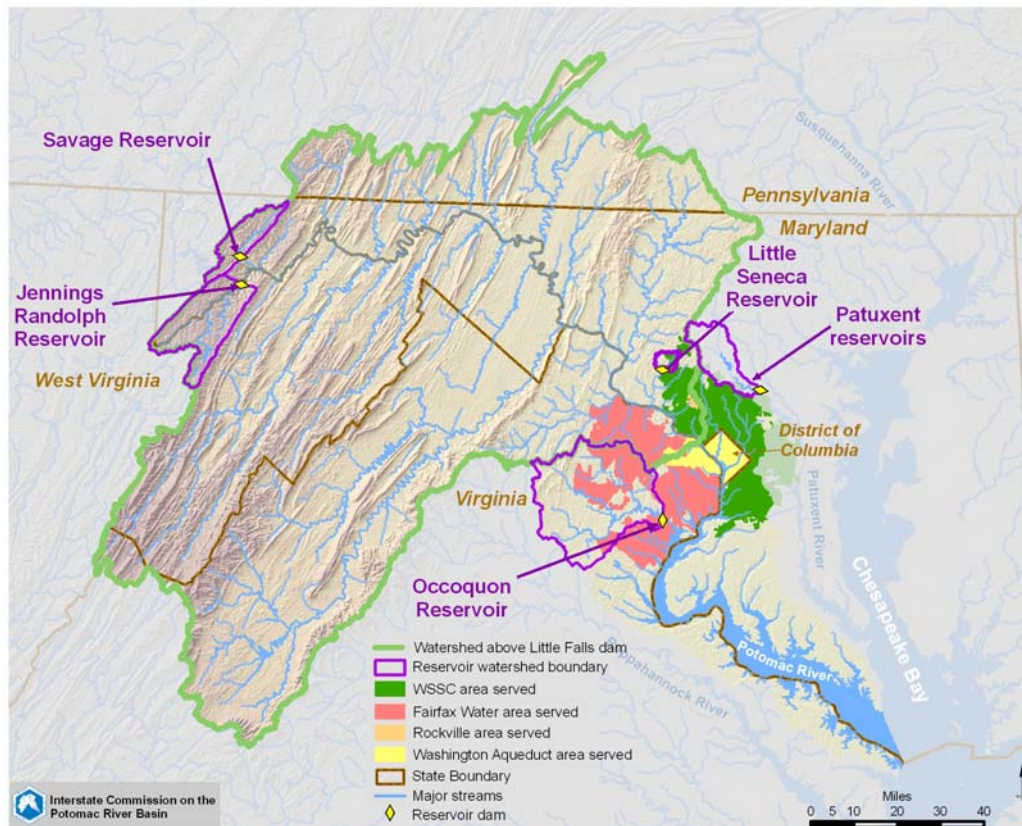 Susquehanna River
Savage Reservoir
Pennsylvania
Maryland
Little
Seneca
Reservoir
Jennings
Randolph
Reservoir
Patuxent
reservoirs
West Virginia
District of
Columbia
Virginia
Patuxent River
Occoquon
Reservoir
Chesapeake Bay
Potomac River
Rappahannock River
Watershed above Little Falls dam
Reservoir watershed boundary
WSSC area served
Fairfax Water area served
Rockville area served
Washington Aqueduct area served
State Boundary
Major streams
Reservoir dam
Interstate Commission on the
Potomac River Basin
Miles
0 5 10 20 30 40